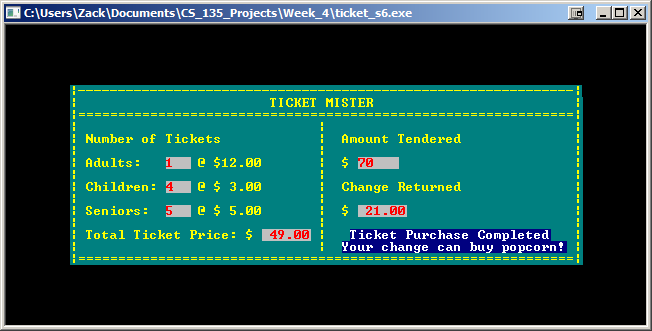 C:\Users\Zack\Documents\CS_135_Projects\Week_4\ticket_s6.exe
TICKET MISTER
Number of Tickets
Adults: 1 @ $12.00
Children: 4 @ $ 3.00
Seniors: 5 @ $ 5.00
Total Ticket Price: $ 49.00
Amount Tendered
$ 70
Change Returned
$ 21.00
Ticket Purchase Completed
Your change can buy popcorn!